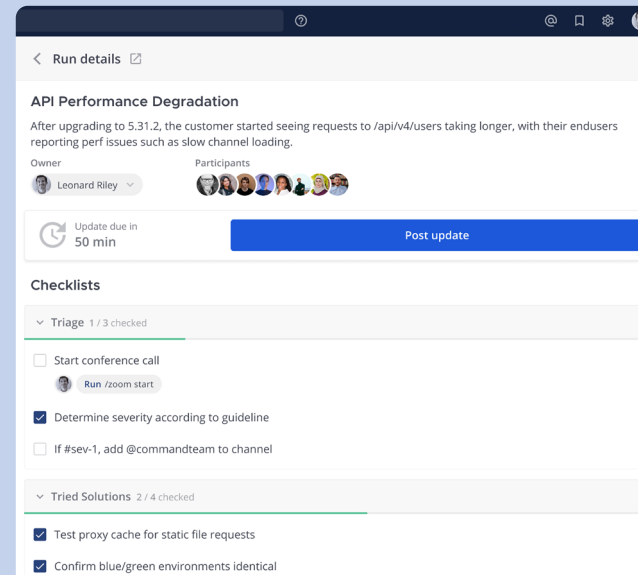 Run details
API Performance Degradation
After upgrading to 5.31.2, the customer started seeing requests to /api/v4/users taking longer, with their endusers
reporting perf issues such as slow channel loading.
Owner
Participants
Leonard Riley
Update due in
50 min
Post update
Checklists
Triage 1 / 3 checked
Start conference call
Run /zoom start
Determine severity according to guideline
If #sev-1, add @commandteam to channel
Tried Solutions 2 / 4 checked
Test proxy cache for static file requests
Confirm blue/green environments identical